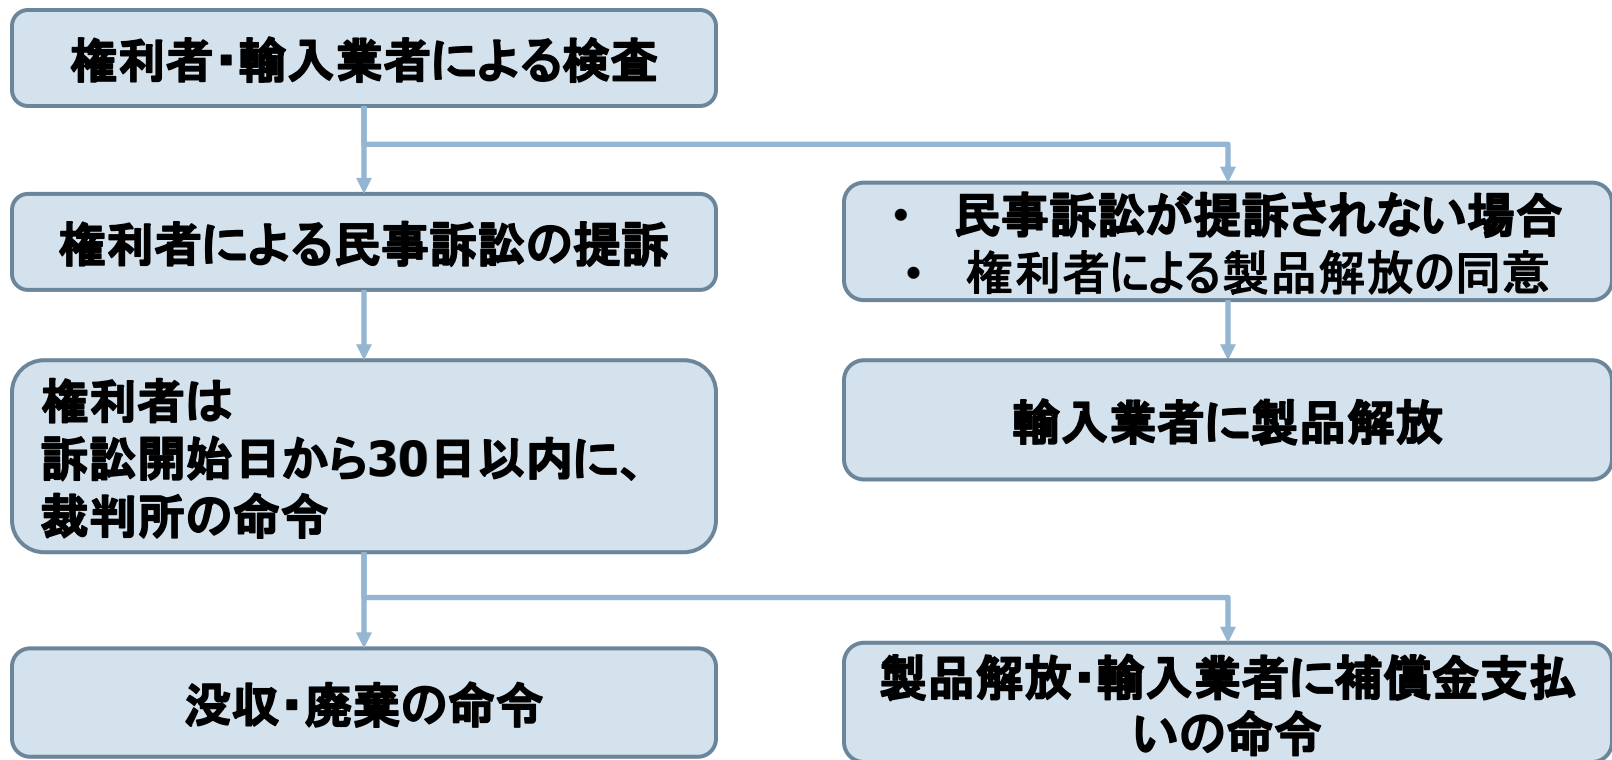 権利者・輸入業者による検査
権利者による民事訴訟の提訴
• 民事訴訟が提訴されない場合
• 権利者による製品解放の同意
権利者は
訴訟開始日から30日以内に、
裁判所の命令
輸入業者に製品解放
没収・廃棄の命令
製品解放・輸入業者に補償金支払
いの命令